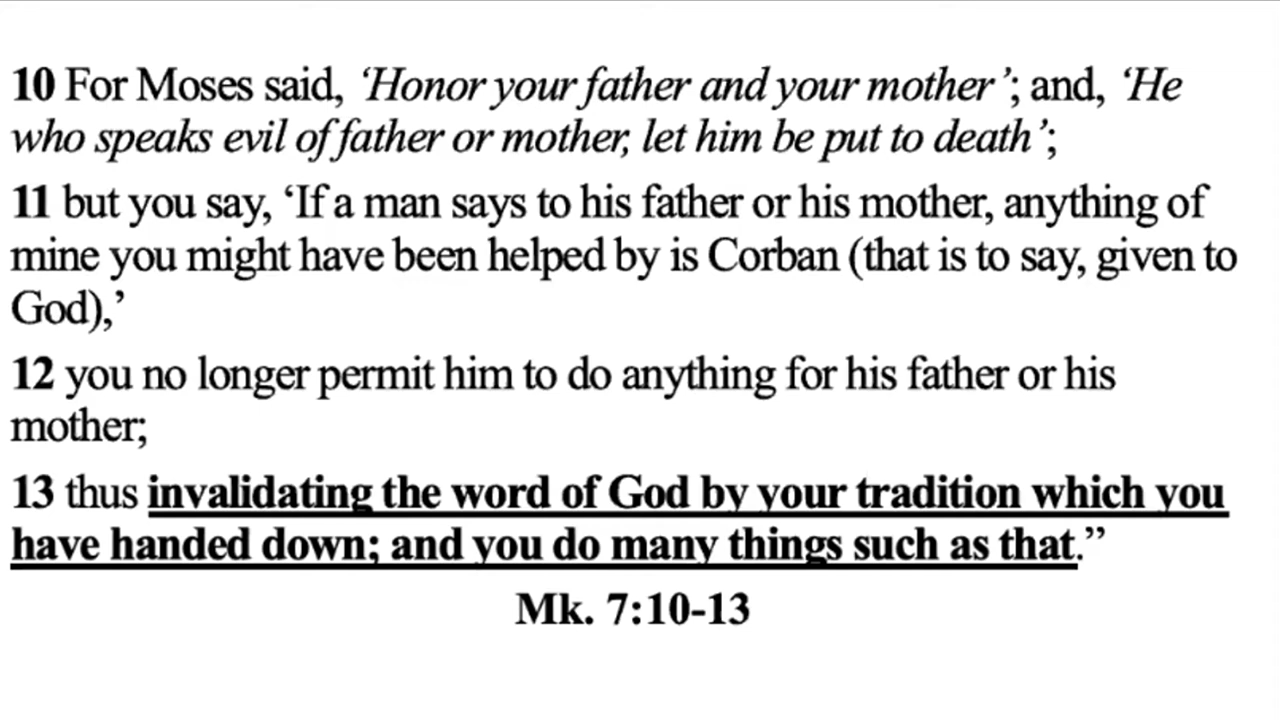 10 For Moses said, ‘Honor your father and your mother’; and, ‘He
who speaks evil of father or mother, let him be put to death’;
11 but you say, ‘If a man says to his father or his mother, anything of
mine you might have been helped by is Corban (that is to say, given to
God),’
12 you no longer permit him to do anything for his father or his
mother;
13 thus invalidating the word of God by your tradition which you
have handed down; and you do many things such as that.”
Mk. 7:10-13